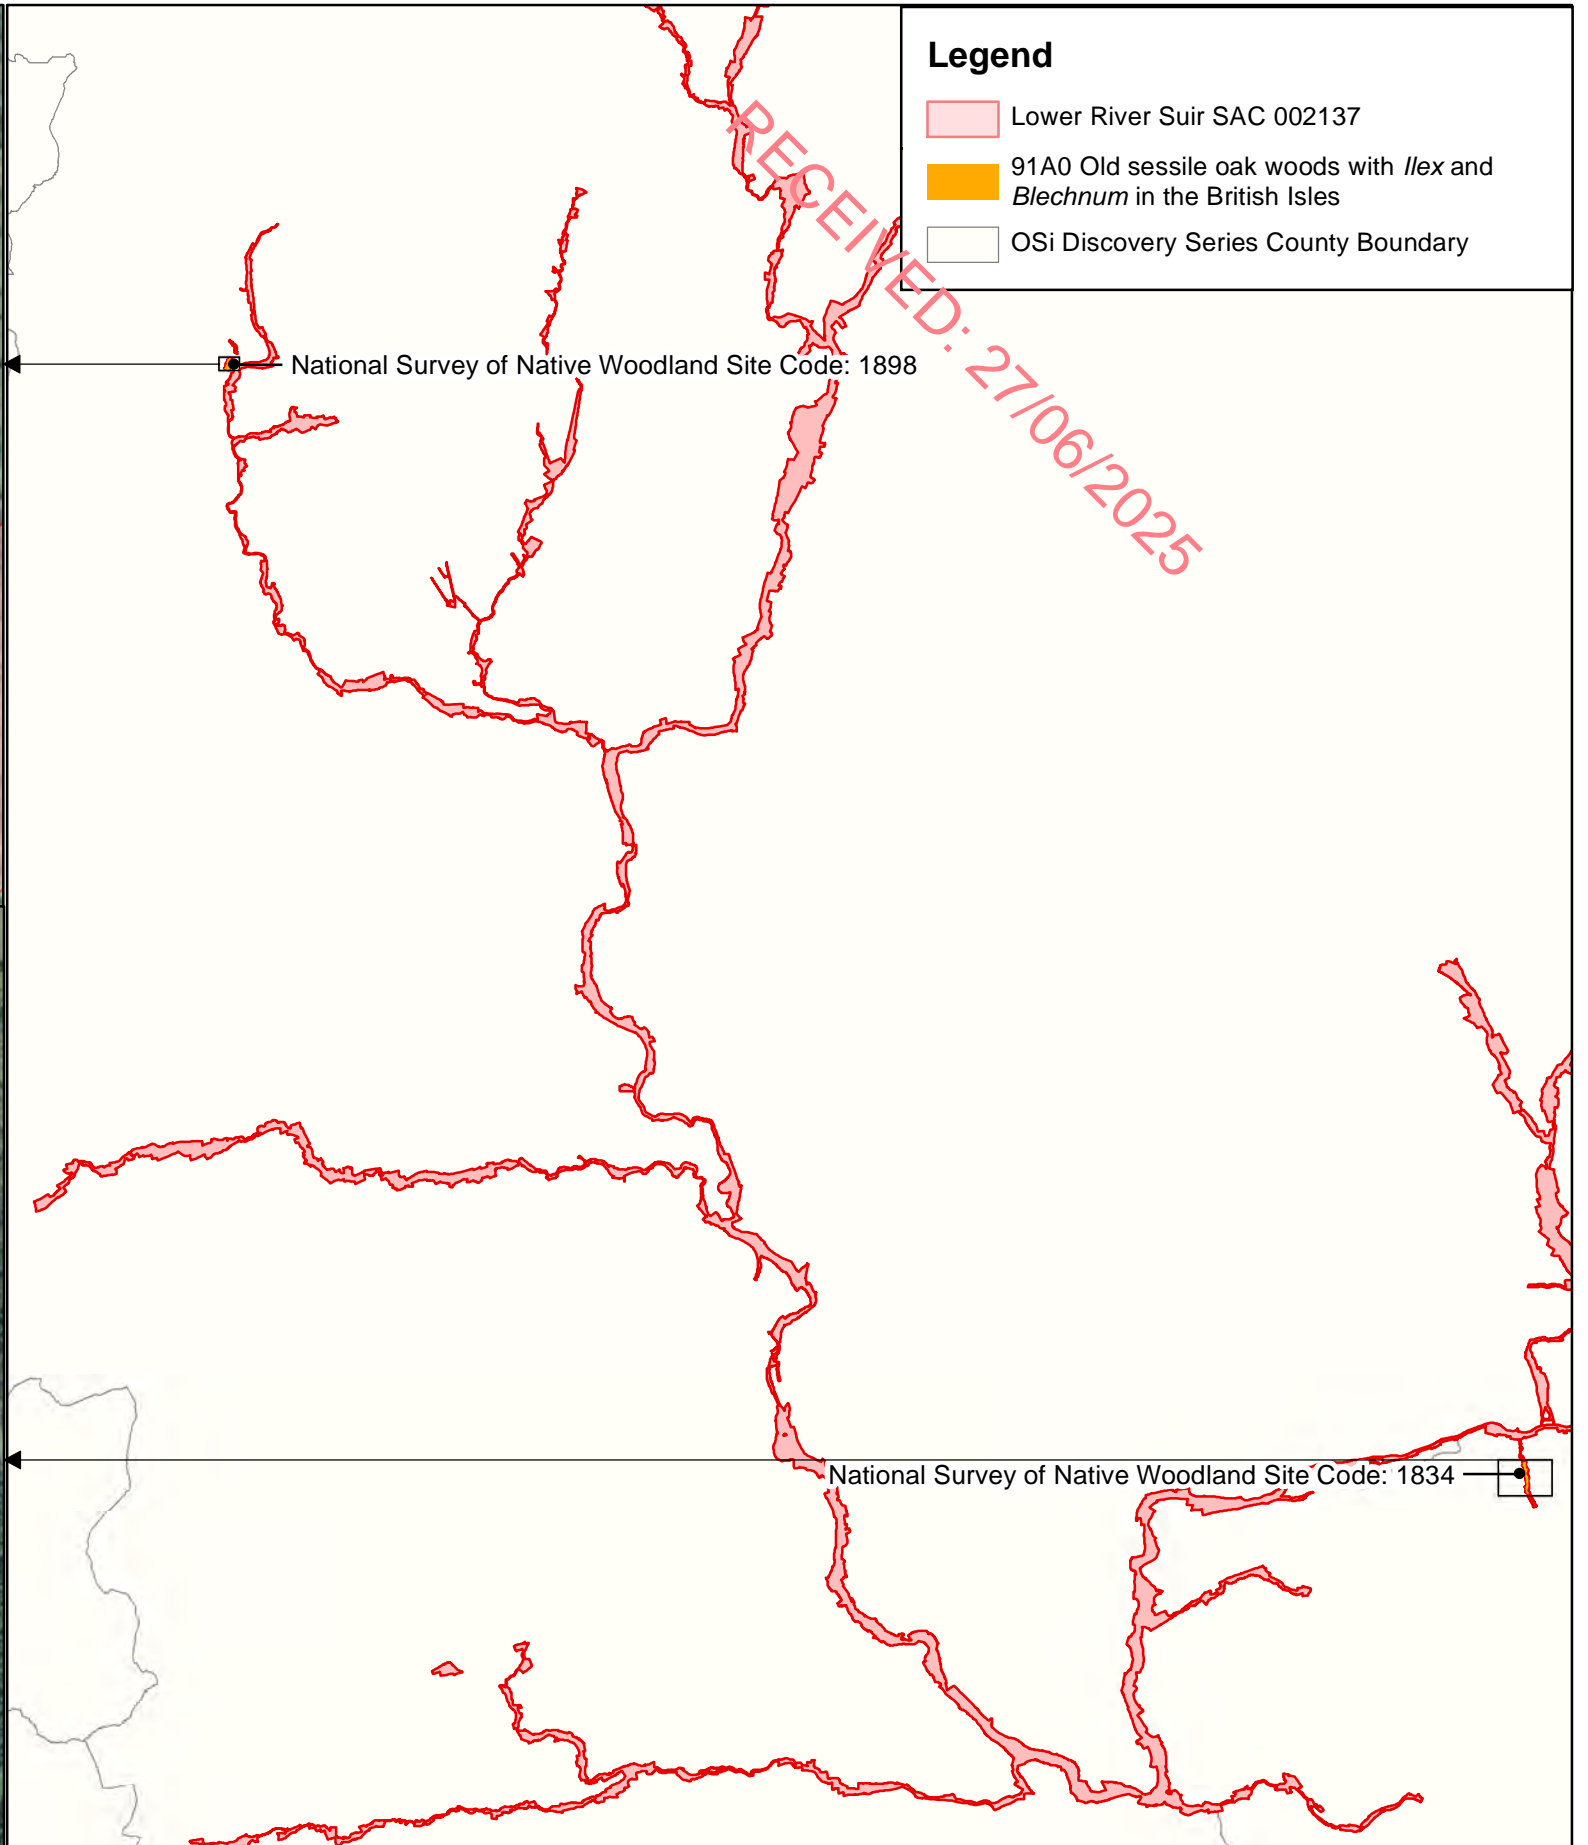 Legend
Lower River Suir SAC 002137
91A0 Old sessile oak woods with Ilex and
Blechnum in the British Isles
OSi Discovery Series County Boundary
RECEIVED: 27/06/2025
National Survey of Native Woodland Site Code: 1898
National Survey of Native Woodland Site Code: 1834